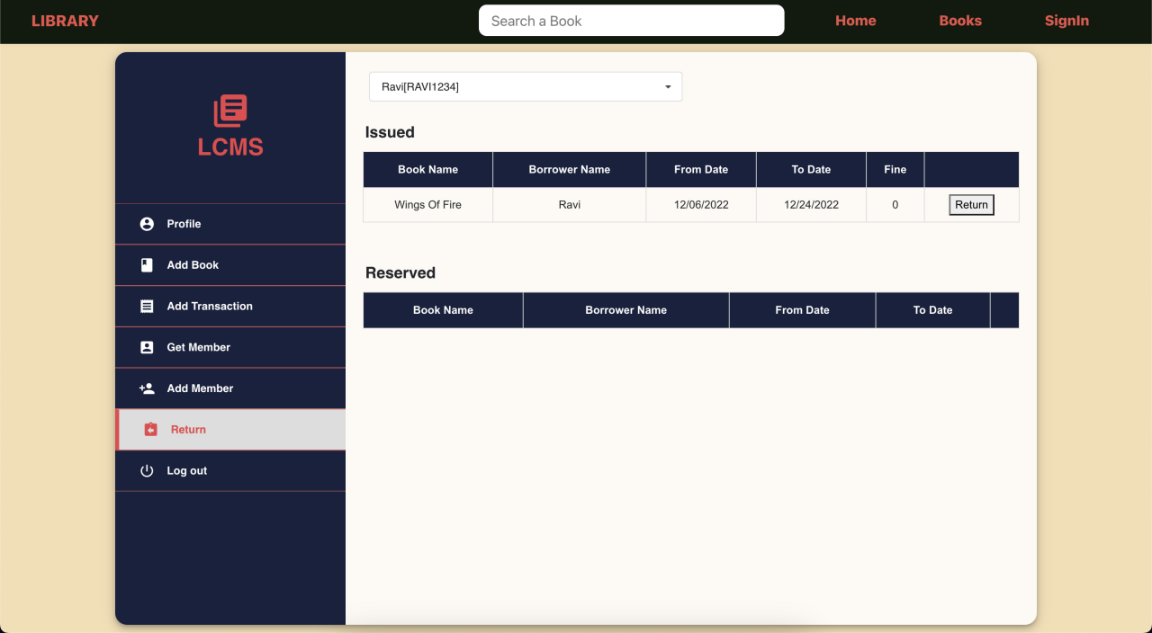 LIBRARY Search a Book Home Books SignIn
LCMS
Profile
Add Book
Add Transaction
Get Member
Add Member
Return
Log out
Ravi[RAVI1234]
Issued
Book Name Borrower Name From Date To Date Fine
Wings Of Fire Ravi 12/06/2022 12/24/2022 0 Return
Reserved
Book Name Borrower Name From Date To Date